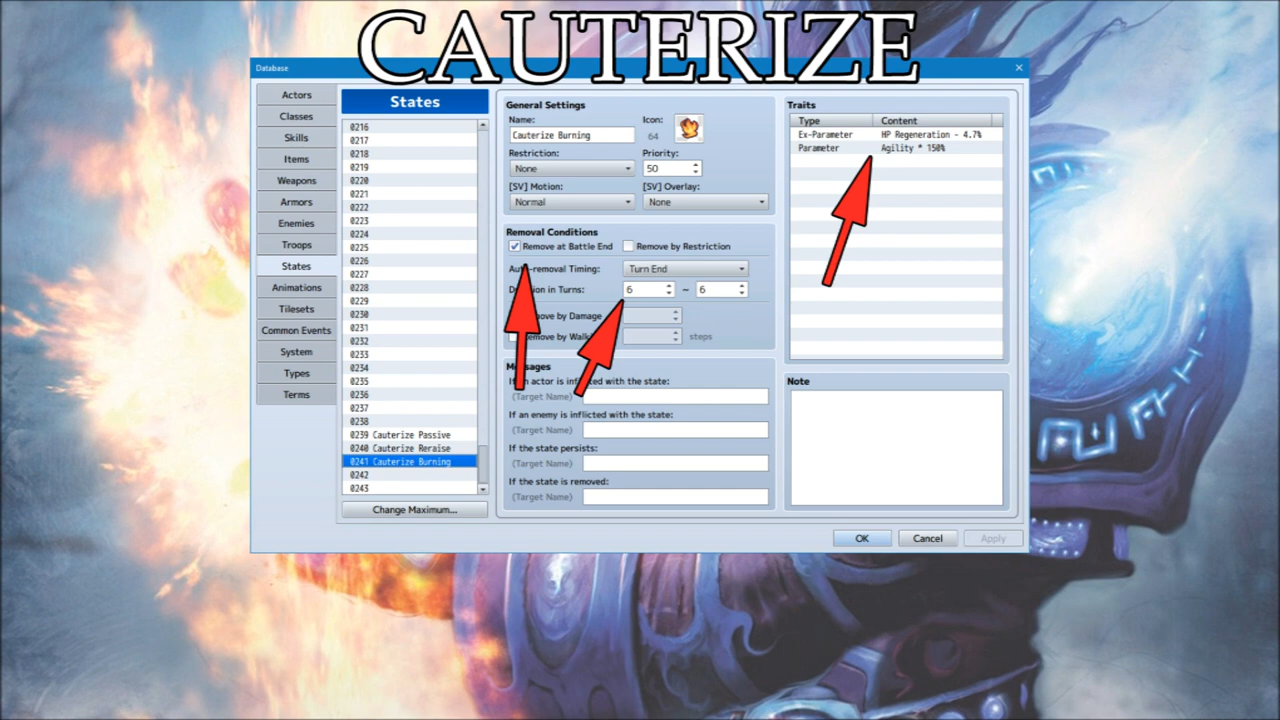 CAUTERIZE
Database
Actors
Classes
Skills
Items
Weapons
Armors
Enemies
Troops
States
Animations
Tilesets
Common Events
System
Types
Terms
States
0216
0217
0218
0219
0220
0221
0222
0223
0224
0225
0226
0227
0228
0229
0230
0231
0232
0233
0234
0235
0236
0237
0238
0239 Cauterize Passive
0240 Cauterize Reraise
0241 Cauterize Burning
0242
0243
Change Maximum...
General Settings
Name: Icon:
Cauterize Burning 64
Restriction: Priority:
None 50
[SV] Motion: [SV] Overlay:
Normal None
Removal Conditions
Remove at Battle End Remove by Restriction
Timing: Turn End
in Turns: 6 ~ 6
by Damage
by
steps
Messages
actor is inflicted with the state:
(Target Name)
If an enemy is inflicted with the state:
(Target Name)
If the state persists:
(Target Name)
If the state is removed:
(Target Name)
Traits
Type Content
Ex-Parameter HP Regeneration - 4.7%
Parameter Agility * 150%
Note
OK Cancel Apply